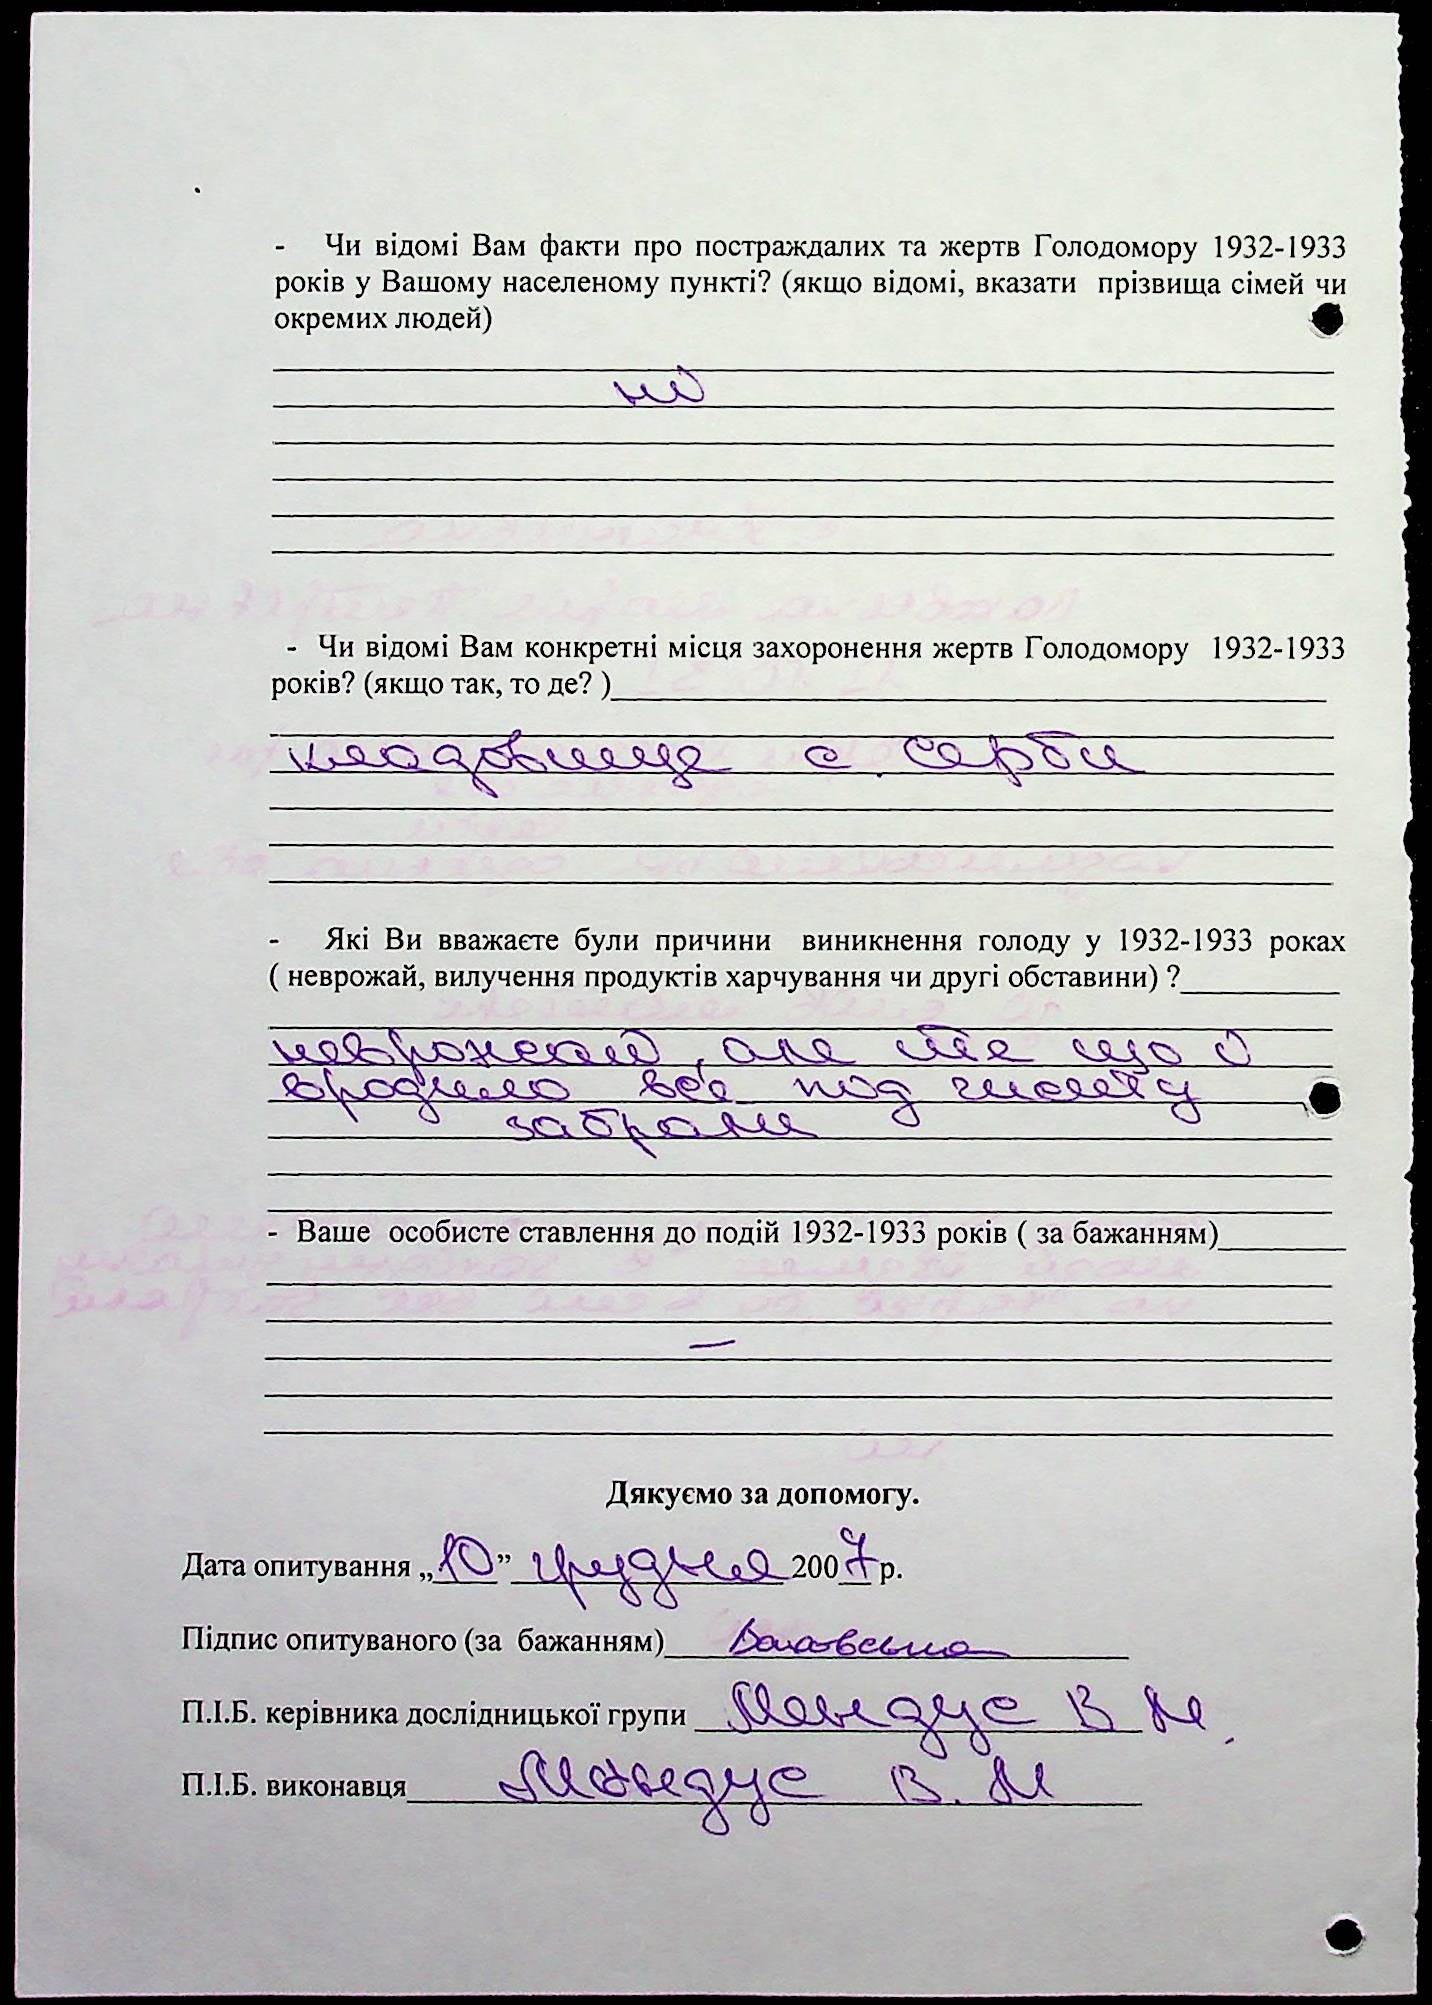 - Чи відомі Вам факти про постраждалих та жертв Голодомору 1932-1933
років у Вашому населеному пункті? (якщо відомі, вказати прізвища сімей чи
окремих людей)
ні
- Чи відомі Вам конкретні місця захоронення жертв Голодомору 1932-1933
років? (якщо так, то де? )
кладовище с. Серби
- Які Ви вважаєте були причини виникнення голоду у 1932-1933 роках
( неврожай, вилучення продуктів харчування чи другі обставини) ?
неврожай, але те що і
вродило все під чисту
забрали
- Ваше особисте ставлення до подій 1932-1933 років ( за бажанням)
—
Дякуємо за допомогу.
Дата опитування „10” грудня 2007 р.
Підпис опитуваного (за бажанням)
П.І.Б. керівника дослідницької групи Мендус В М.
П.І.Б. виконавця Мендус В. М